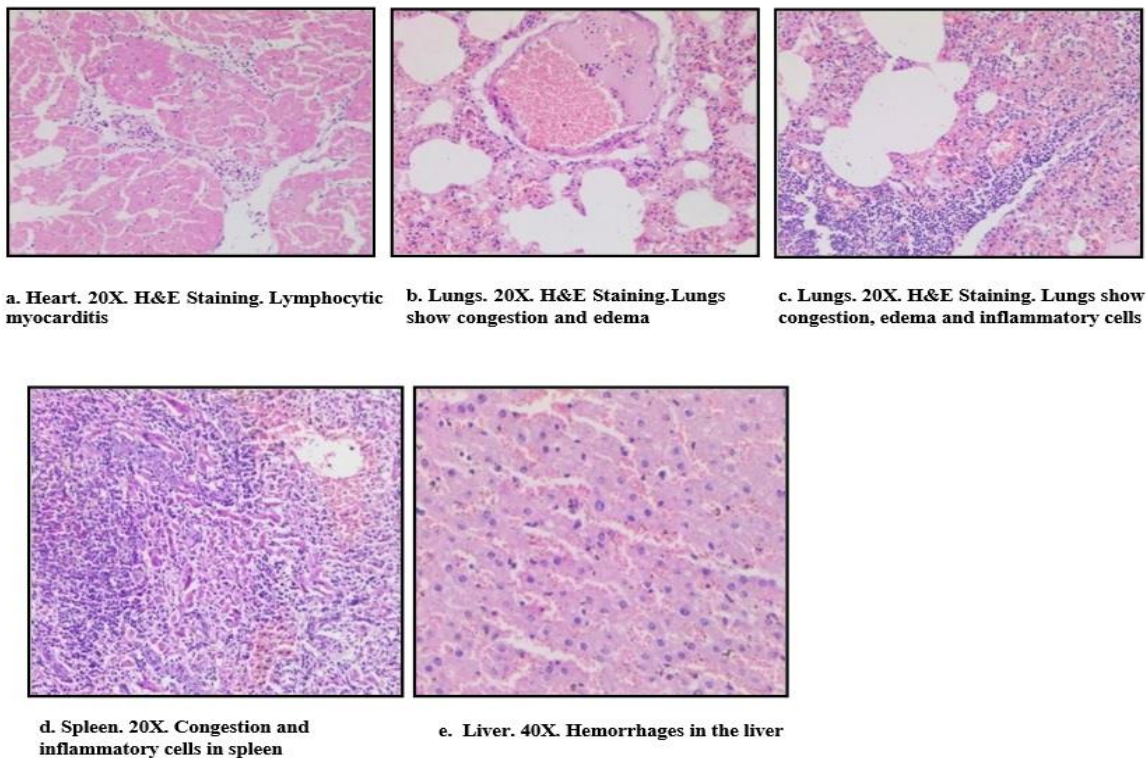 a. Heart. 20X. H&E Staining. Lymphocytic
myocarditis
b. Lungs. 20X. H&E Staining.Lungs
show congestion and edema
c. Lungs. 20X. H&E Staining. Lungs show
congestion, edema and inflammatory cells
d. Spleen. 20X. Congestion and
inflammatory cells in spleen
e. Liver. 40X. Hemorrhages in the liver